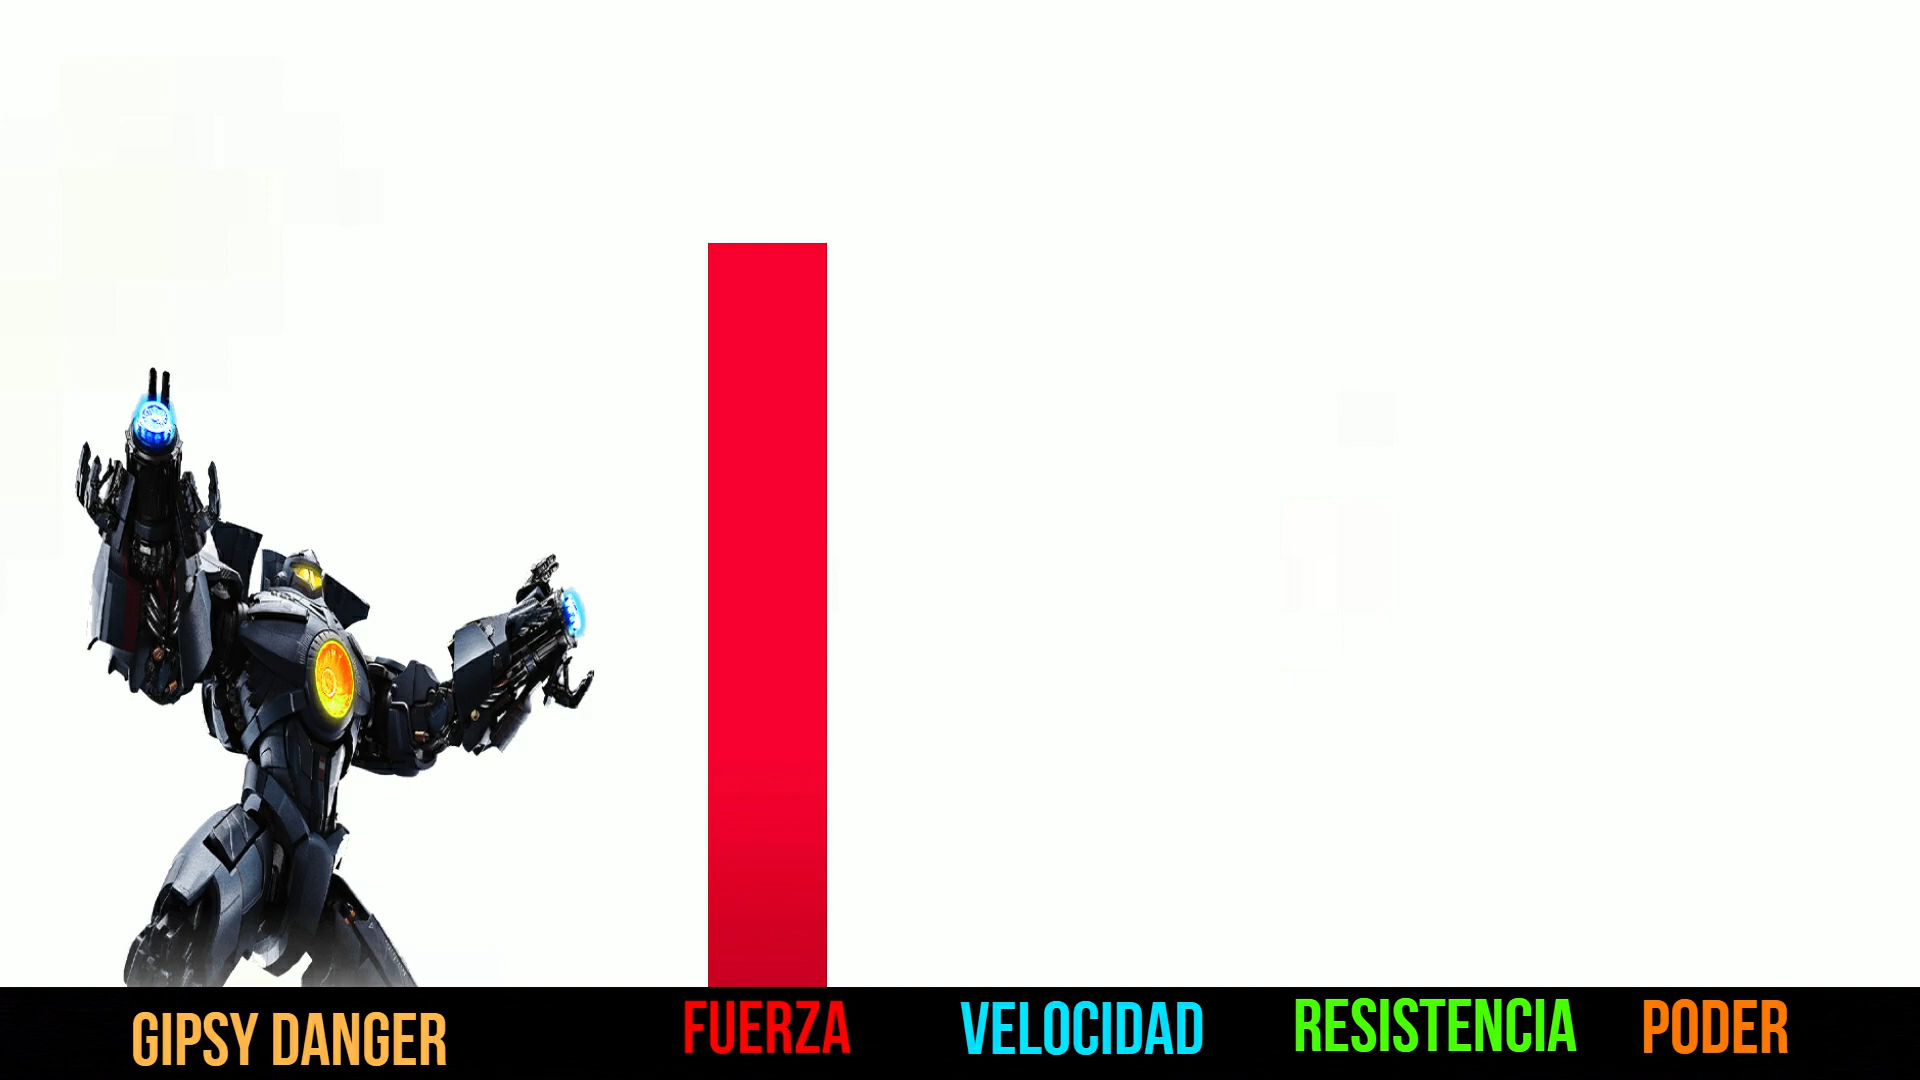 GIPSY DANGER
FUERZA
VELOCIDAD
RESISTENCIA
PODER